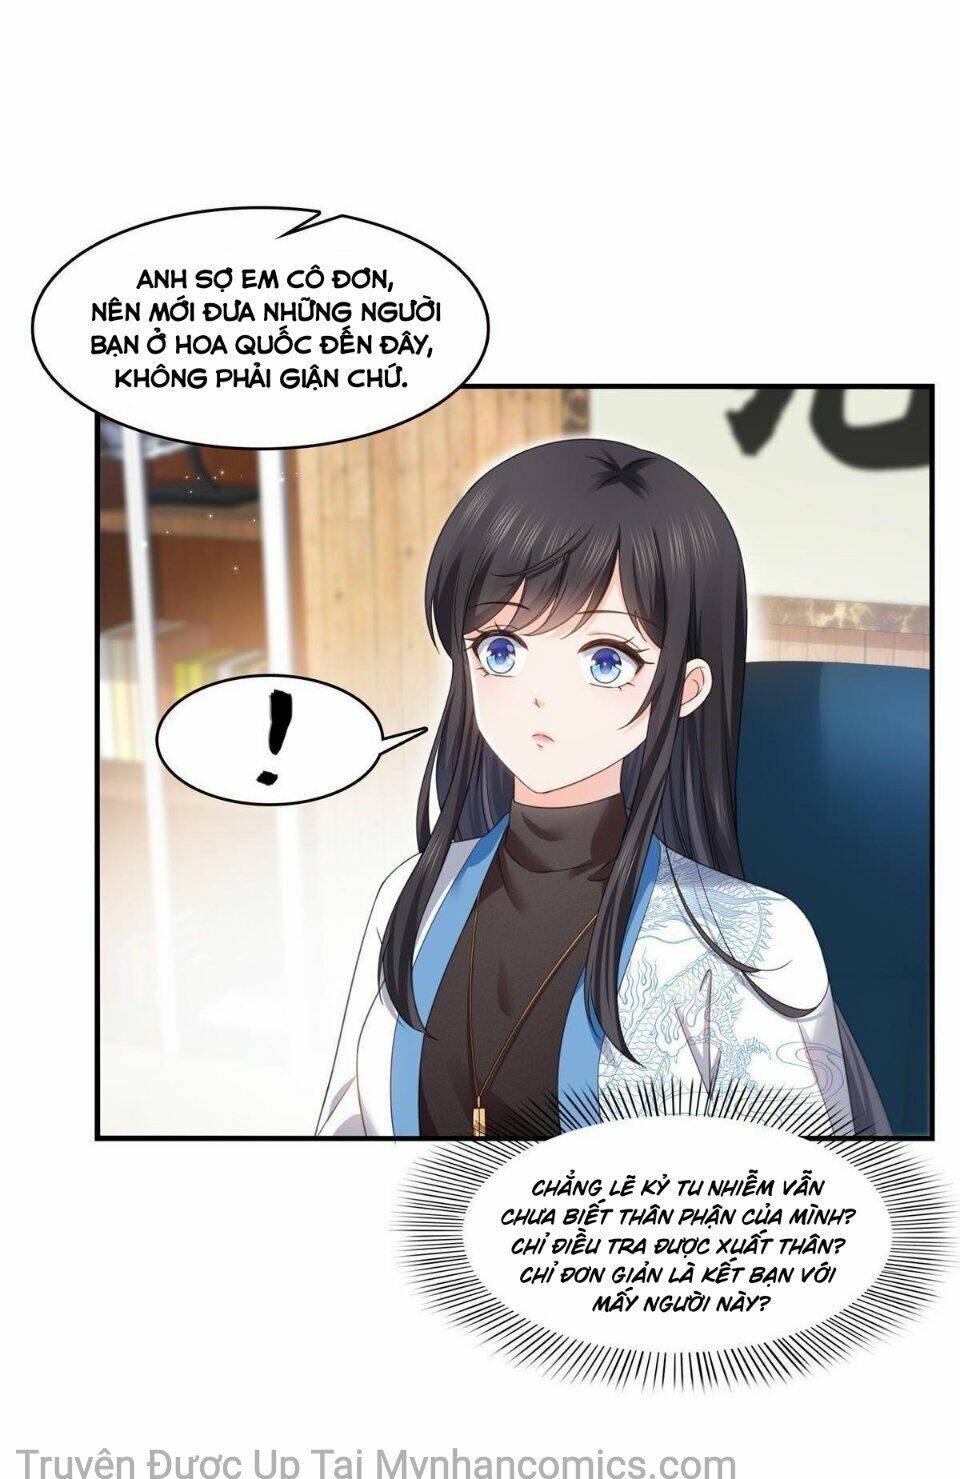 ANH SỢ EM CÔ ĐƠN,
NÊN MỚI ĐƯA NHỮNG NGƯỜI
BẠN Ở HOA QUỐC ĐẾN ĐÂY,
KHÔNG PHẢI GIẬN CHỨ.
!
CHẲNG LẼ KỶ TU NHIỄM VẪN
CHƯA BIẾT THÂN PHẬN CỦA MÌNH?
CHỈ ĐIỀU TRA ĐƯỢC XUẤT THÂN?
CHỈ ĐƠN GIẢN LÀ KẾT BẠN VỚI
MẤY NGƯỜI NÀY?
Truyện Được Up Tại Mynhancomics.com